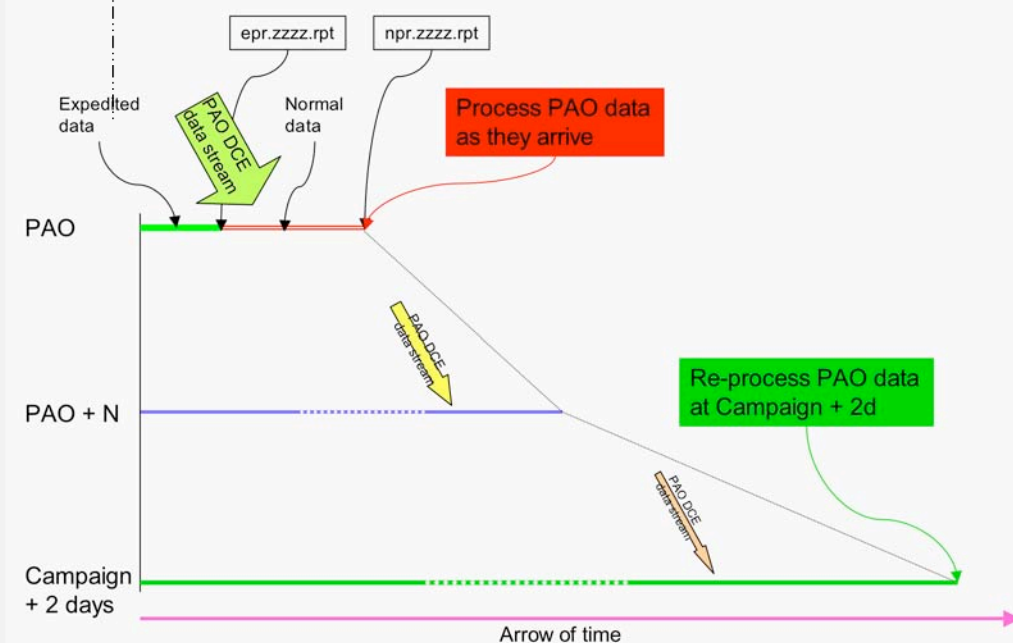 epr.zzzz.rpt
npr.zzzz.rpt
Expedited
data
PAO DCE
data stream
Normal
data
Process PAO data
as they arrive
PAO
PAO DCE
data stream
Re-process PAO data
at Campaign + 2d
PAO + N
PAO DCE
data stream
Campaign
+ 2 days
Arrow of time